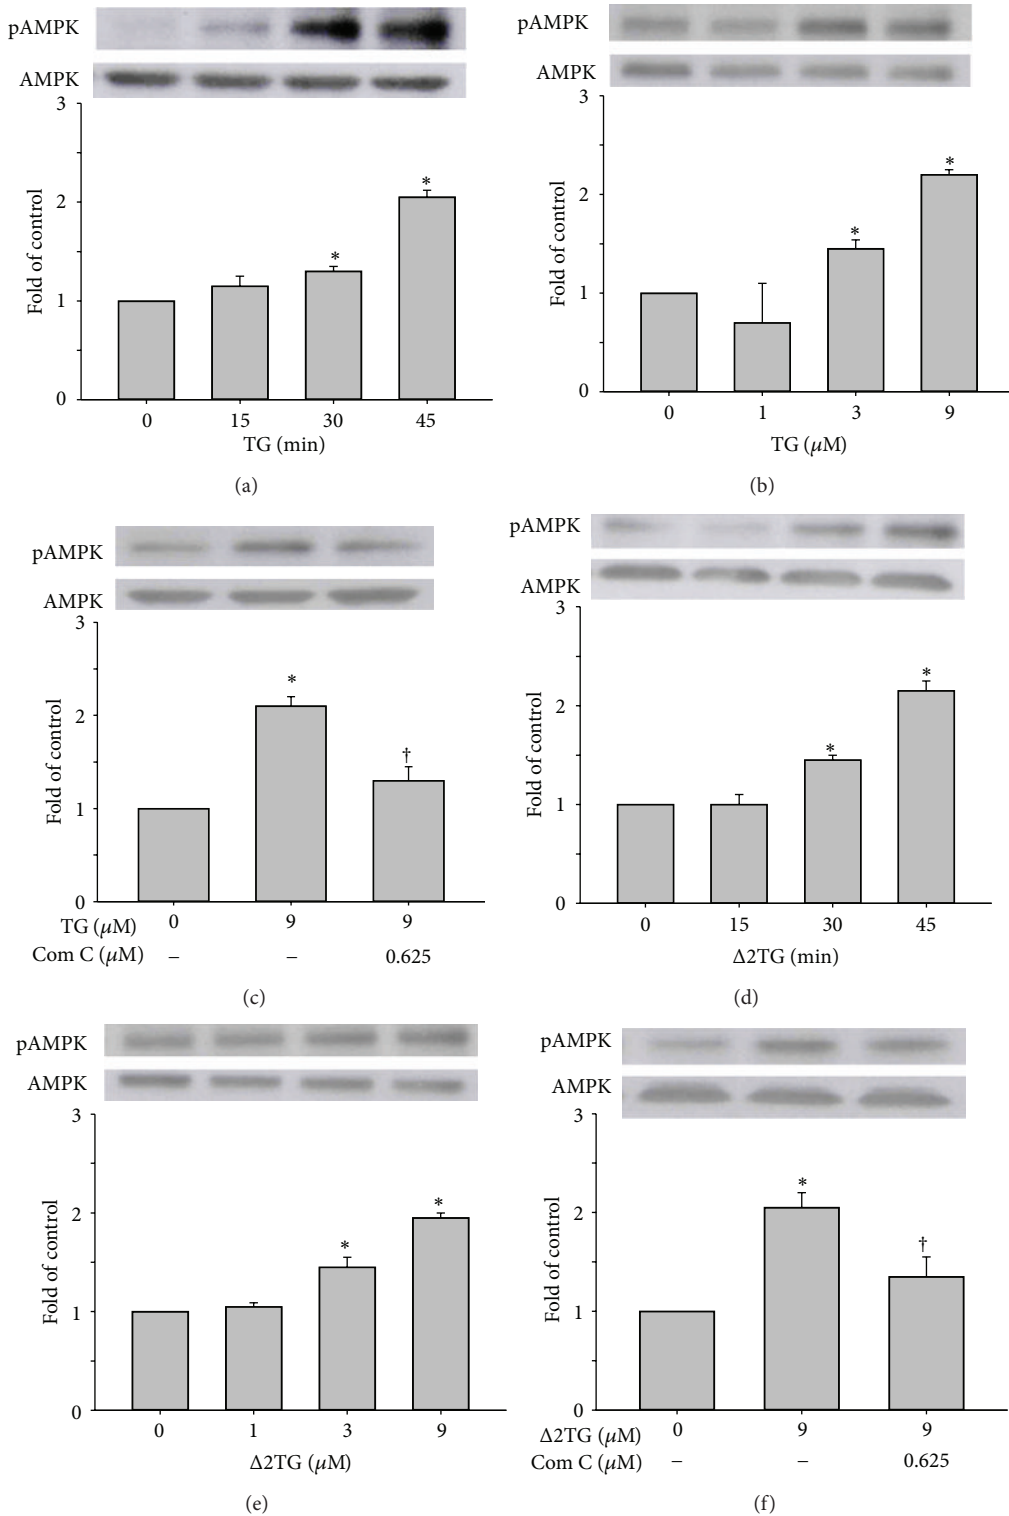 pAMPK
AMPK
3
2
1
0
Fold of control
*
*
0 15 30 45
TG (min)
(a)
pAMPK
AMPK
3
2
1
0
Fold of control
*
*
0 1 3 9
TG (μM)
(b)
pAMPK
AMPK
3
2
1
0
Fold of control
*
†
TG (μM) 0 9 9
Com C (μM) – – 0.625
(c)
pAMPK
AMPK
3
2
1
0
Fold of control
*
*
0 15 30 45
Δ2TG (min)
(d)
pAMPK
AMPK
3
2
1
0
Fold of control
*
*
0 1 3 9
Δ2TG (μM)
(e)
pAMPK
AMPK
3
2
1
0
Fold of control
*
†
Δ2TG (μM) 0 9 9
Com C (μM) – – 0.625
(f)